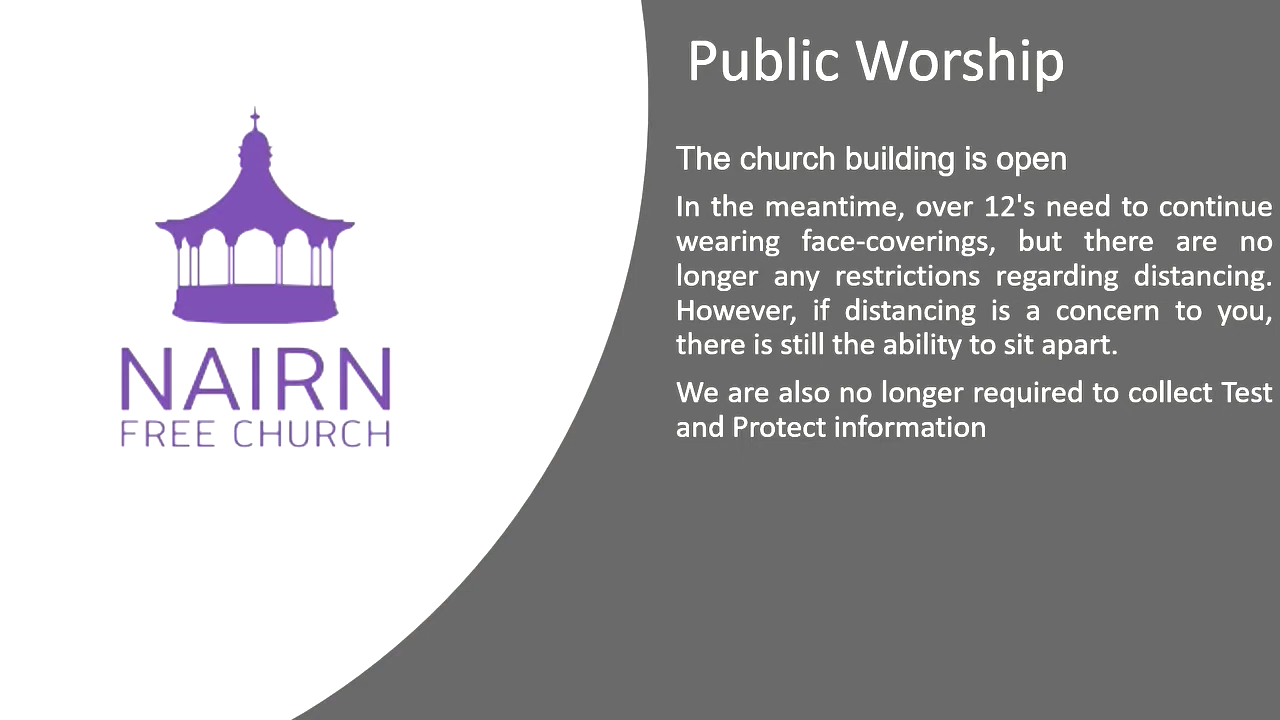 NAIRN
FREE CHURCH
Public Worship
The church building is open
In the meantime, over 12's need to continue
wearing face-coverings, but there are no
longer any restrictions regarding distancing.
However, if distancing is a concern to you,
there is still the ability to sit apart.
We are also no longer required to collect Test
and Protect information